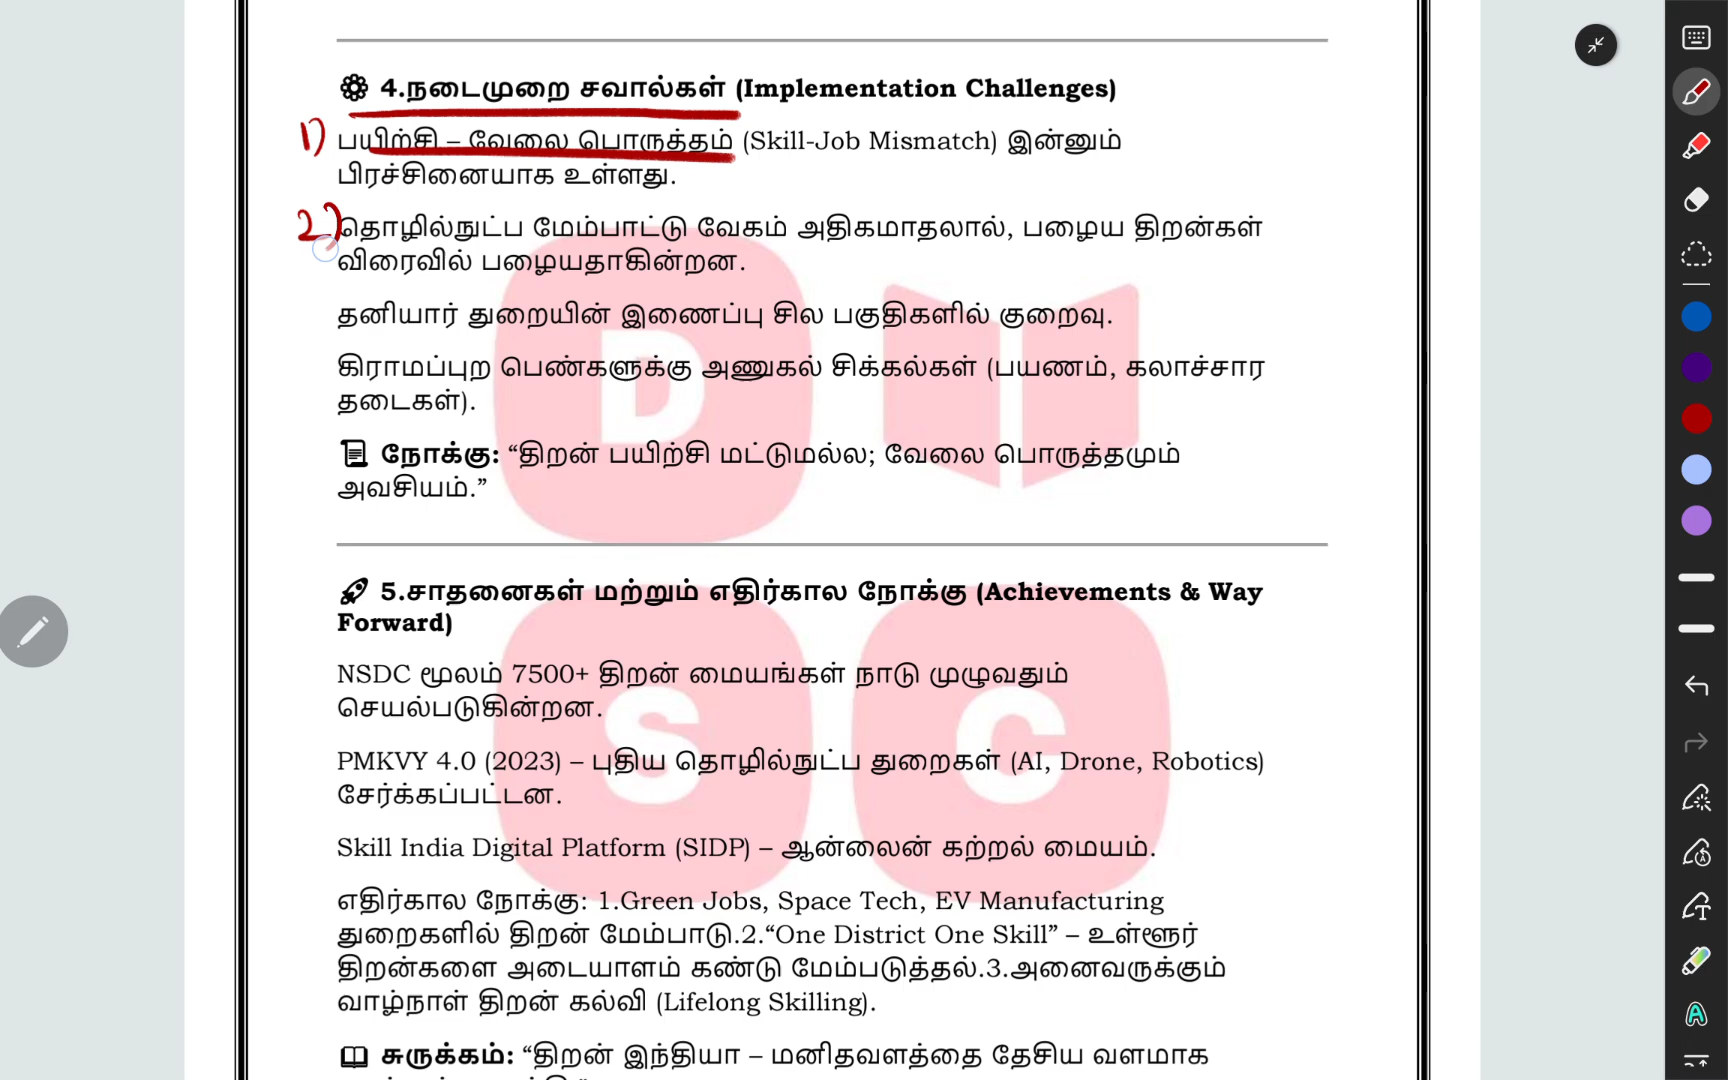 4.நடைமுறை சவால்கள் (Implementation Challenges)
1) பயிற்சி – வேலை பொருத்தம் (Skill-Job Mismatch) இன்னும்
பிரச்சினையாக உள்ளது.
2) தொழில்நுட்ப மேம்பாட்டு வேகம் அதிகமாதலால், பழைய திறன்கள்
விரைவில் பழையதாகின்றன.
தனியார் துறையின் இணைப்பு சில பகுதிகளில் குறைவு.
கிராமப்புற பெண்களுக்கு அணுகல் சிக்கல்கள் (பயணம், கலாச்சார
தடைகள்).
நோக்கு: “திறன் பயிற்சி மட்டுமல்ல; வேலை பொருத்தமும்
அவசியம்.”
5.சாதனைகள் மற்றும் எதிர்கால நோக்கு (Achievements & Way
Forward)
NSDC மூலம் 7500+ திறன் மையங்கள் நாடு முழுவதும்
செயல்படுகின்றன.
PMKVY 4.0 (2023) – புதிய தொழில்நுட்ப துறைகள் (AI, Drone, Robotics)
சேர்க்கப்பட்டன.
Skill India Digital Platform (SIDP) – ஆன்லைன் கற்றல் மையம்.
எதிர்கால நோக்கு: 1.Green Jobs, Space Tech, EV Manufacturing
துறைகளில் திறன் மேம்பாடு.2.“One District One Skill” – உள்ளூர்
திறன்களை அடையாளம் கண்டு மேம்படுத்தல்.3.அனைவருக்கும்
வாழ்நாள் திறன் கல்வி (Lifelong Skilling).
சுருக்கம்: “திறன் இந்தியா – மனிதவளத்தை தேசிய வளமாக
D
S
C